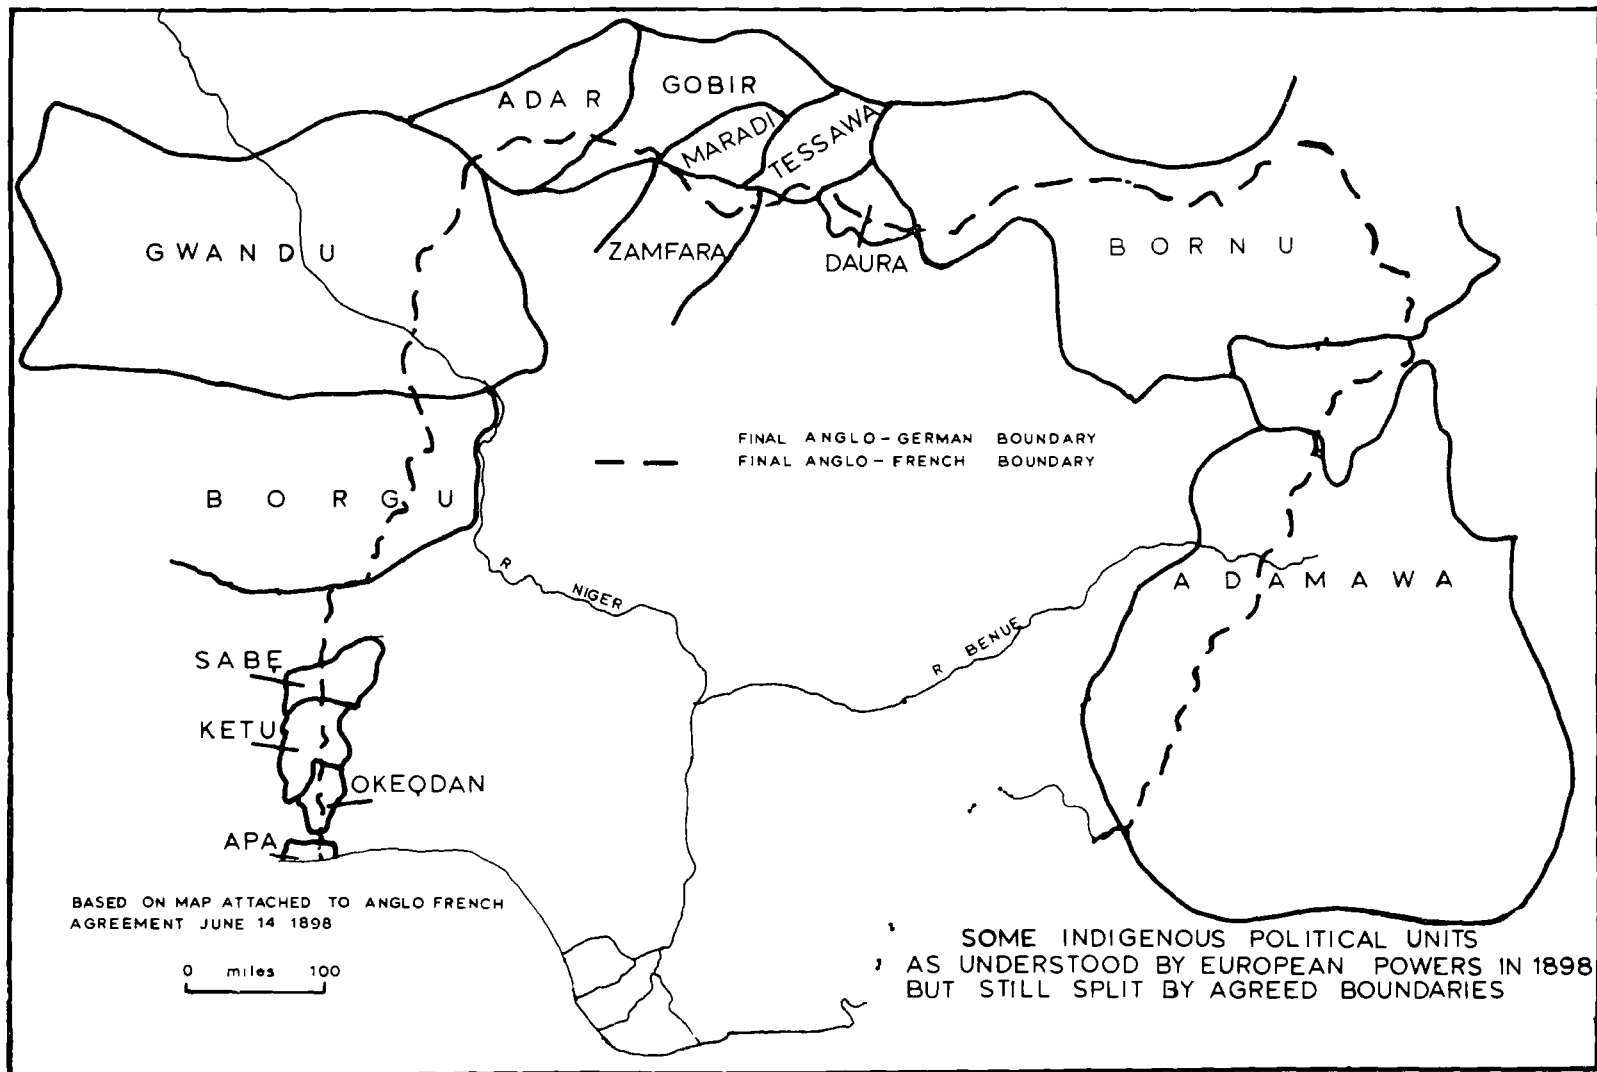 ADAR
GOBIR
MARADI
TESSAWA
GWANDU
ZAMFARA
DAURA
BORNU
FINAL ANGLO-GERMAN BOUNDARY
FINAL ANGLO-FRENCH BOUNDARY
BORGU
R NIGER
R BENUE
ADAMAWA
SABẸ
KETU
OKEỌDAN
APA
BASED ON MAP ATTACHED TO ANGLO FRENCH
AGREEMENT JUNE 14 1898
0 miles 100
SOME INDIGENOUS POLITICAL UNITS
AS UNDERSTOOD BY EUROPEAN POWERS IN 1898
BUT STILL SPLIT BY AGREED BOUNDARIES